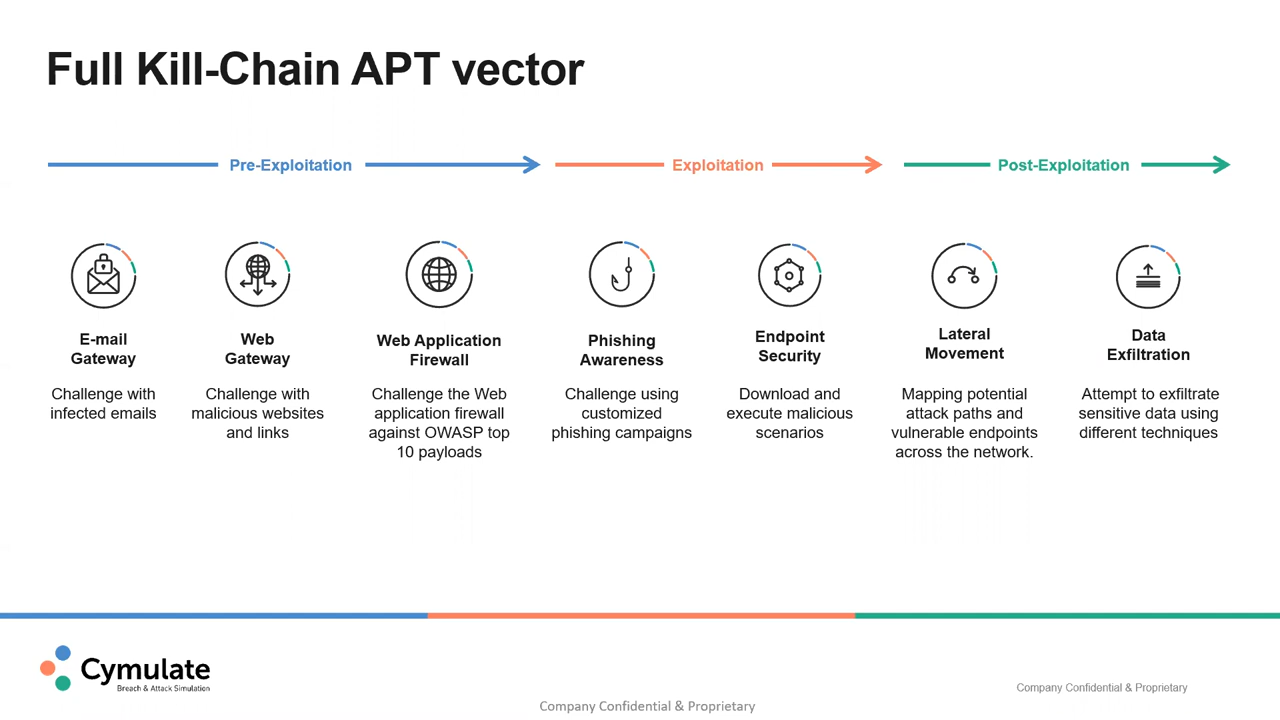 Full Kill-Chain APT vector
Pre-Exploitation
Exploitation
Post-Exploitation
E-mail
Gateway
Challenge with
infected emails
Web
Gateway
Challenge with
malicious websites
and links
Web Application
Firewall
Challenge the Web
application firewall
against OWASP top
10 payloads
Phishing
Awareness
Challenge using
customized
phishing campaigns
Endpoint
Security
Download and
execute malicious
scenarios
Lateral
Movement
Mapping potential
attack paths and
vulnerable endpoints
across the network.
Data
Exfiltration
Attempt to exfiltrate
sensitive data using
different techniques
Cymulate
Breach & Attack Simulation
Company Confidential & Proprietary
Company Confidential & Proprietary